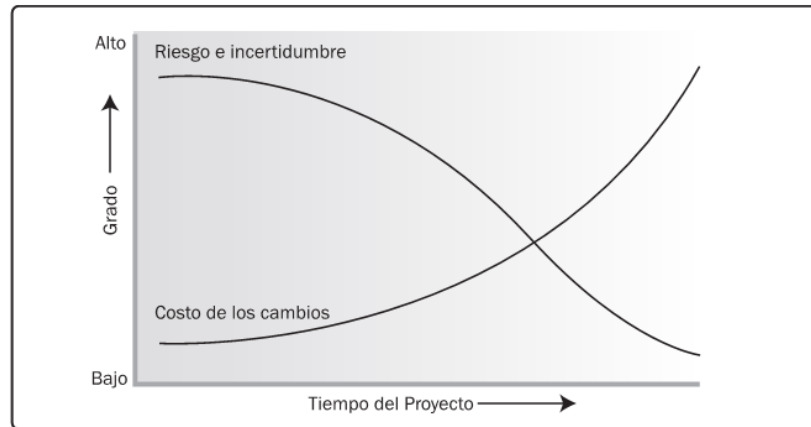 Alto
Riesgo e incertidumbre
Grado
Costo de los cambios
Bajo
Tiempo del Proyecto